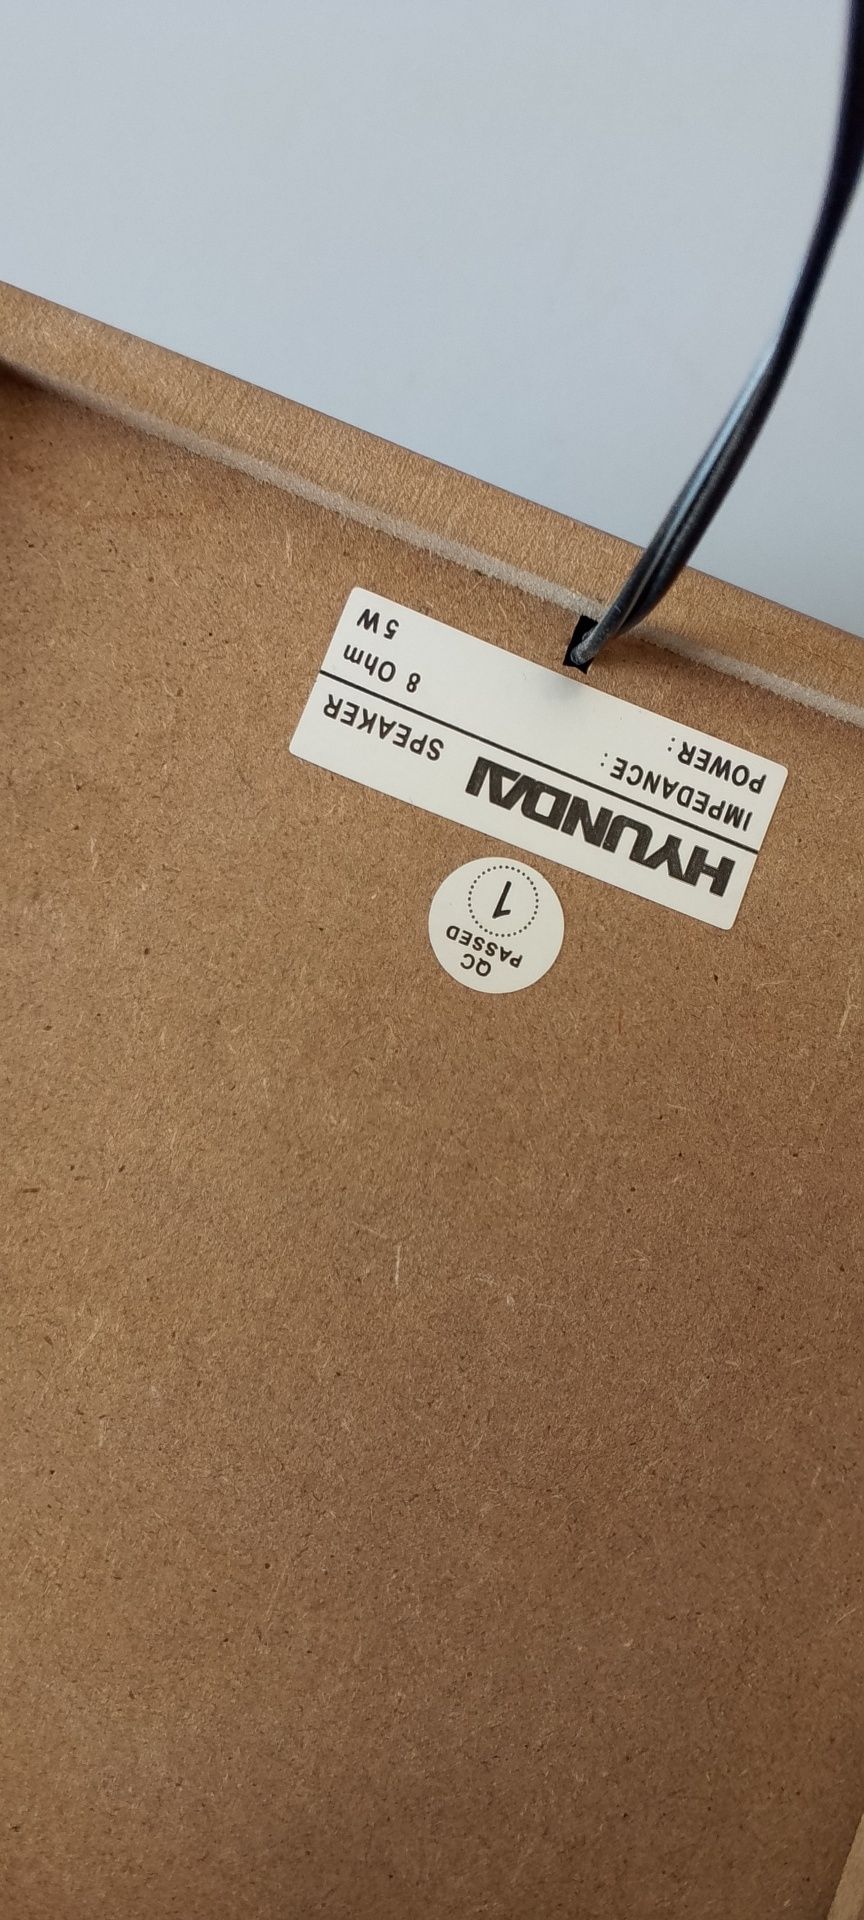 HYUNDAI SPEAKER
IMPEDANCE: 8 Ohm
POWER: 5 W
QC
PASSED
1